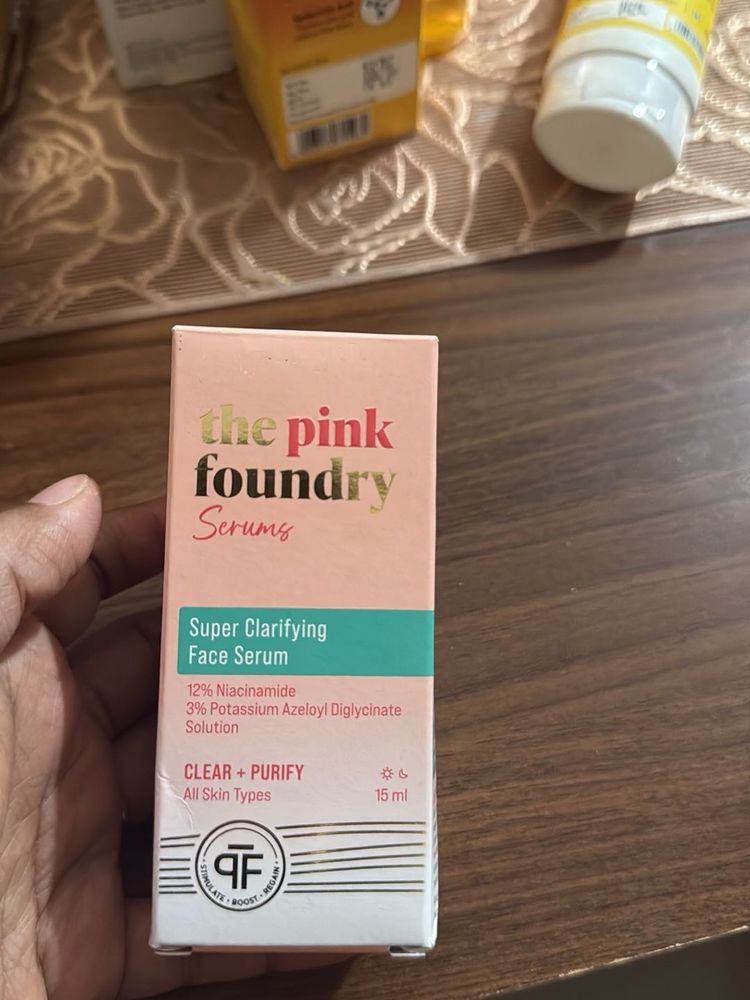 the pink
foundry
Serums
Super Clarifying
Face Serum
12% Niacinamide
3% Potassium Azeloyl Diglycinate
Solution
CLEAR + PURIFY
All Skin Types
15 ml
PF
STIMULATE • BOOST • REGAIN •